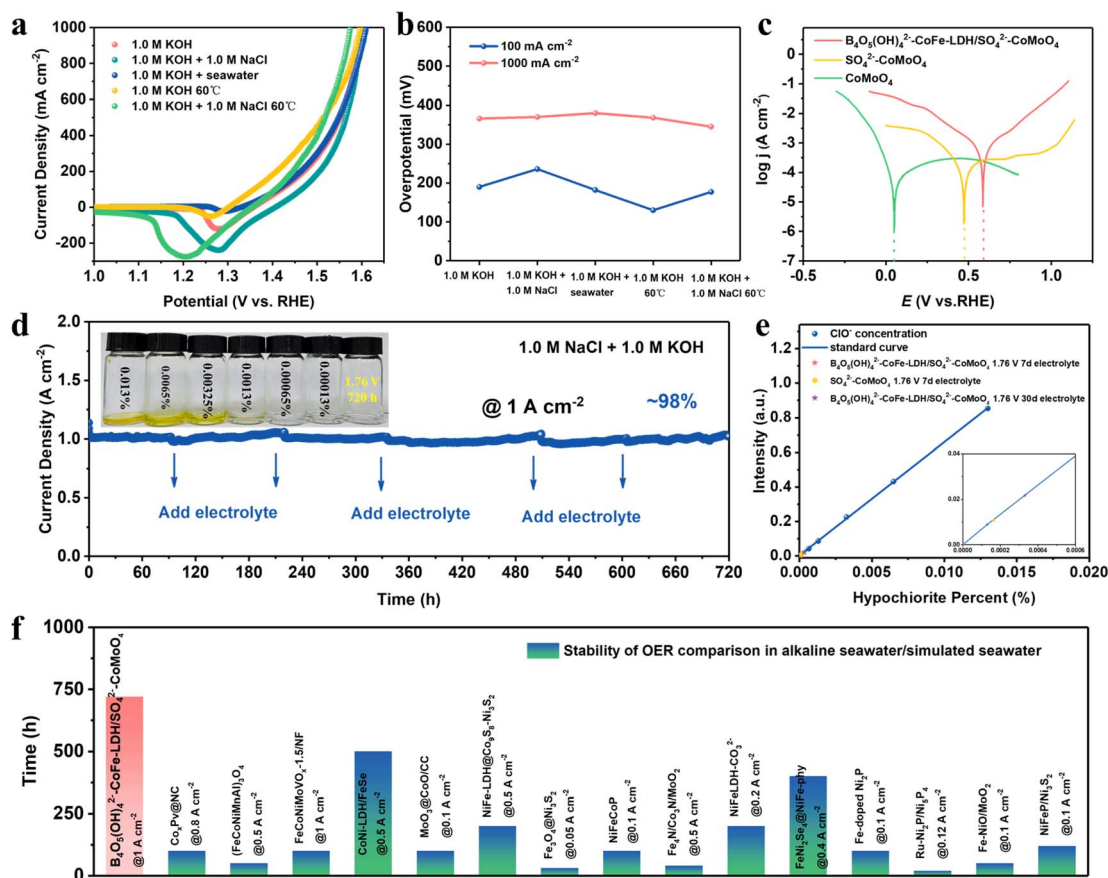 a
1000
800
600
400
200
0
-200
Current Density (mA cm⁻²)
1.0 M KOH
1.0 M KOH + 1.0 M NaCl
1.0 M KOH + seawater
1.0 M KOH 60℃
1.0 M KOH + 1.0 M NaCl 60℃
1.0 1.1 1.2 1.3 1.4 1.5 1.6
Potential (V vs. RHE)
b
600
500
400
300
200
100
0
Overpotential (mV)
100 mA cm⁻²
1000 mA cm⁻²
1.0 M KOH
1.0 M KOH +
1.0 M NaCl
1.0 M KOH +
seawater
1.0 M KOH
60℃
1.0 M KOH +
1.0 M NaCl 60℃
c
1
0
-1
-2
-3
-4
-5
-6
-7
log j (A cm⁻²)
B₄O₅(OH)₄²⁻-CoFe-LDH/SO₄²⁻-CoMoO₄
SO₄²⁻-CoMoO₄
CoMoO₄
-0.5 0.0 0.5 1.0
E (V vs.RHE)
d
2.0
1.5
1.0
0.5
0.0
Current Density (A cm⁻²)
0.013%
0.0065%
0.00325%
0.0013%
0.00065%
0.00013%
1.76 V
720 h
1.0 M NaCl + 1.0 M KOH
@ 1 A cm⁻²
~98%
Add electrolyte
Add electrolyte
Add electrolyte
0 60 120 180 240 300 360 420 480 540 600 660 720
Time (h)
e
1.2
1.0
0.8
0.6
0.4
0.2
0.0
Intensity (a.u.)
ClO⁻ concentration
standard curve
B₄O₅(OH)₄²⁻-CoFe-LDH/SO₄²⁻-CoMoO₄ 1.76 V 7d electrolyte
SO₄²⁻-CoMoO₄ 1.76 V 7d electrolyte
B₄O₅(OH)₄²⁻-CoFe-LDH/SO₄²⁻-CoMoO₄ 1.76 V 30d electrolyte
0.04
0.02
0.00
0.0000 0.0002 0.0004 0.0006
0.000 0.005 0.010 0.015 0.020
Hypochiorite Percent (%)
f
1000
750
500
250
0
Time (h)
Stability of OER comparison in alkaline seawater/simulated seawater
B₄O₅(OH)₄²⁻-CoFe-LDH/SO₄²⁻-CoMoO₄
@1 A cm⁻²
CoₓPv@NC
@0.8 A cm⁻²
(FeCoNiMnAl)₃O₄
@0.5 A cm⁻²
FeCoNiMoVOₓ-1.5/NF
@1 A cm⁻²
CoNi-LDH/FeSe
@0.5 A cm⁻²
MoO₃@CoO/CC
@0.1 A cm⁻²
NiFe-LDH@Co₉S₈-Ni₃S₂
@0.5 A cm⁻²
Fe₃O₄@Ni₃S₂
@0.05 A cm⁻²
NiFeCoP
@0.1 A cm⁻²
Fe₄N/Co₃N/MoO₂
@0.5 A cm⁻²
NiFeLDH-CO₃²⁻
@0.2 A cm⁻²
FeNi₂Se₄@NiFe-phy
@0.4 A cm⁻²
Fe-doped Ni₂P
@0.1 A cm⁻²
Ru-Ni₂P/Ni₅P₄
@0.12 A cm⁻²
Fe-NiO/MoO₂
@0.1 A cm⁻²
NiFeP/Ni₃S₂
@0.1 A cm⁻²